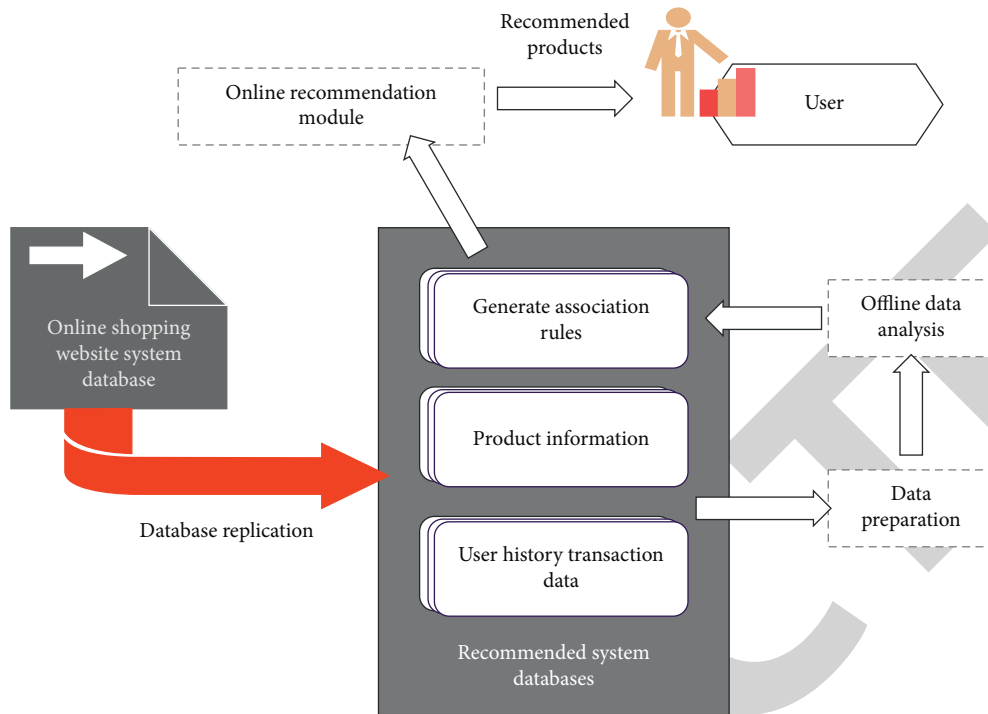 Recommended
products
Online recommendation
module
User
Online shopping
website system
database
Generate association
rules
Offline data
analysis
Product information
Data
preparation
Database replication
User history transaction
data
Recommended system
databases